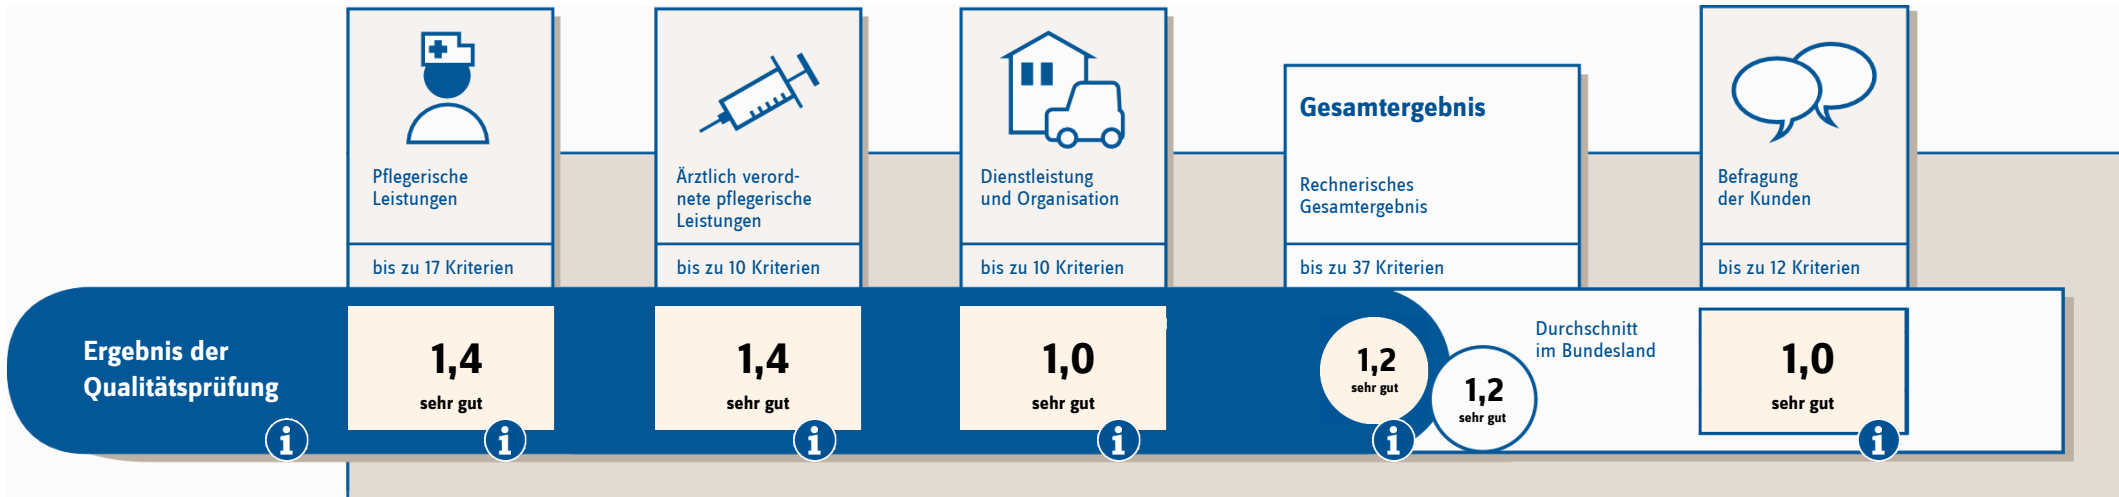 Pflegerische
Leistungen
bis zu 17 Kriterien
Ärztlich verord-
nete pflegerische
Leistungen
bis zu 10 Kriterien
Dienstleistung
und Organisation
bis zu 10 Kriterien
Gesamtergebnis
Rechnerisches
Gesamtergebnis
bis zu 37 Kriterien
Befragung
der Kunden
bis zu 12 Kriterien
Ergebnis der
Qualitätsprüfung
i
1,4
sehr gut
i
1,4
sehr gut
i
1,0
sehr gut
i
1,2
sehr gut
i
1,2
sehr gut
Durchschnitt
im Bundesland
1,0
sehr gut
i